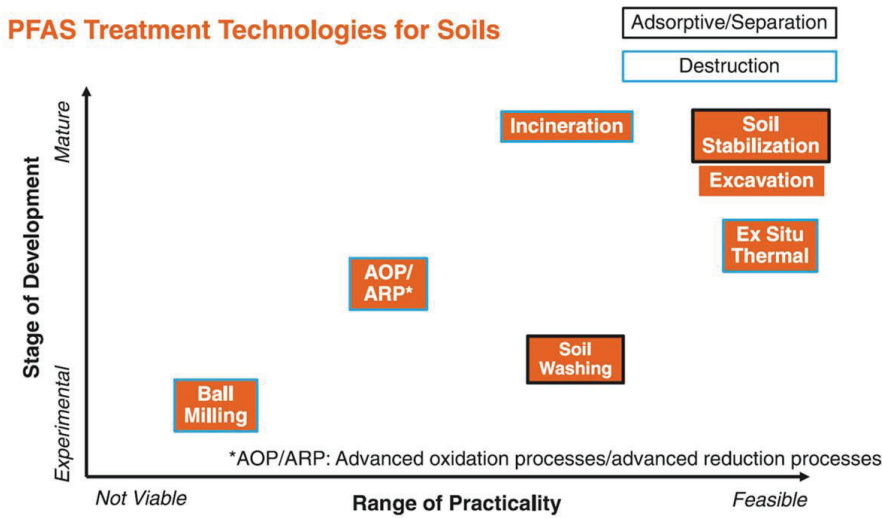 PFAS Treatment Technologies for Soils
Adsorptive/Separation
Destruction
Stage of Development
Mature
Experimental
Incineration
Soil
Stabilization
Excavation
Ex Situ
Thermal
AOP/
ARP*
Soil
Washing
Ball
Milling
*AOP/ARP: Advanced oxidation processes/advanced reduction processes
Not Viable
Range of Practicality
Feasible